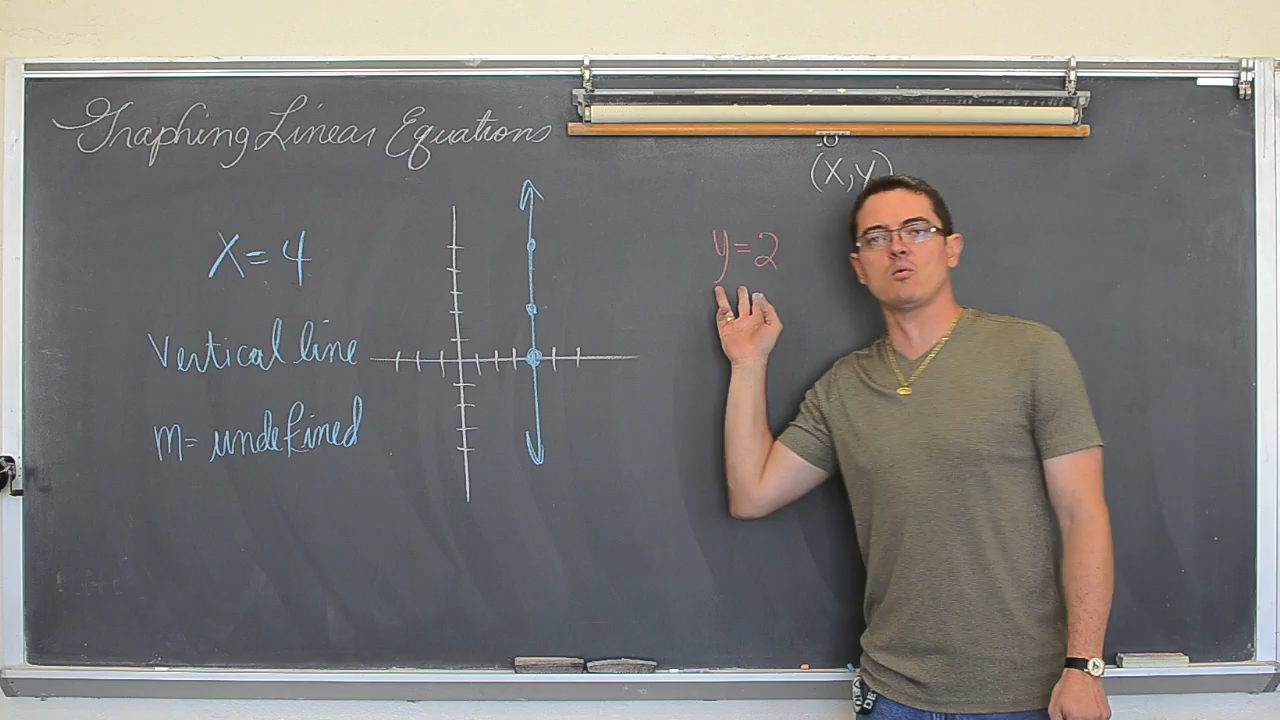 Graphing Linear Equations
(X,Y)
X=4
y=2
Vertical line
m= undefined